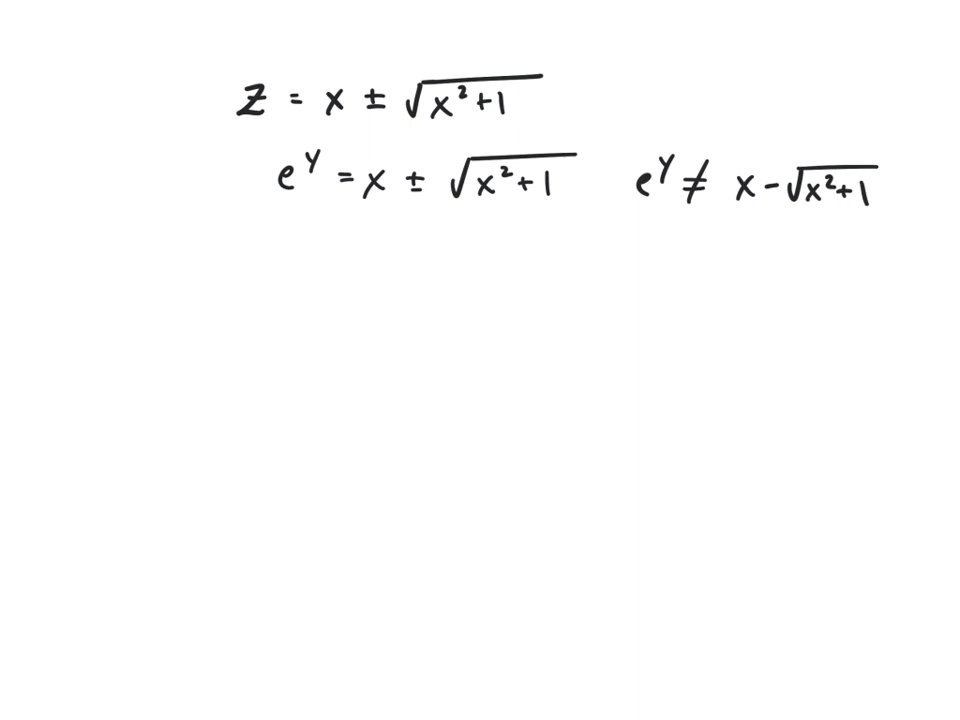 Z = x ± √(x² + 1)
e^y = x ± √(x² + 1) e^y ≠ x - √(x² + 1)